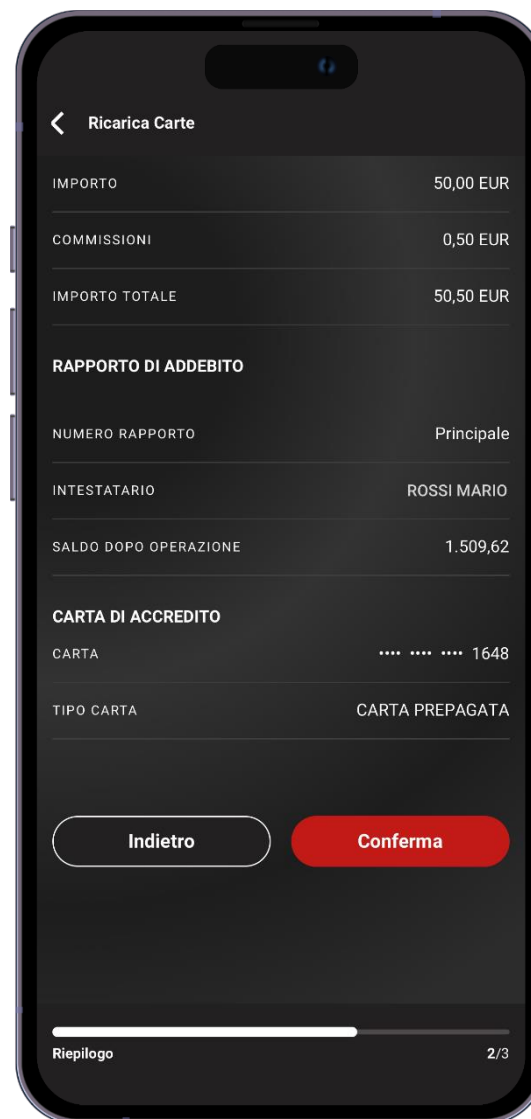 Ricarica Carte
IMPORTO 50,00 EUR
COMMISSIONI 0,50 EUR
IMPORTO TOTALE 50,50 EUR
RAPPORTO DI ADDEBITO
NUMERO RAPPORTO Principale
INTESTATARIO ROSSI MARIO
SALDO DOPO OPERAZIONE 1.509,62
CARTA DI ACCREDITO
CARTA •••• •••• •••• 1648
TIPO CARTA CARTA PREPAGATA
Indietro Conferma
Riepilogo 2/3